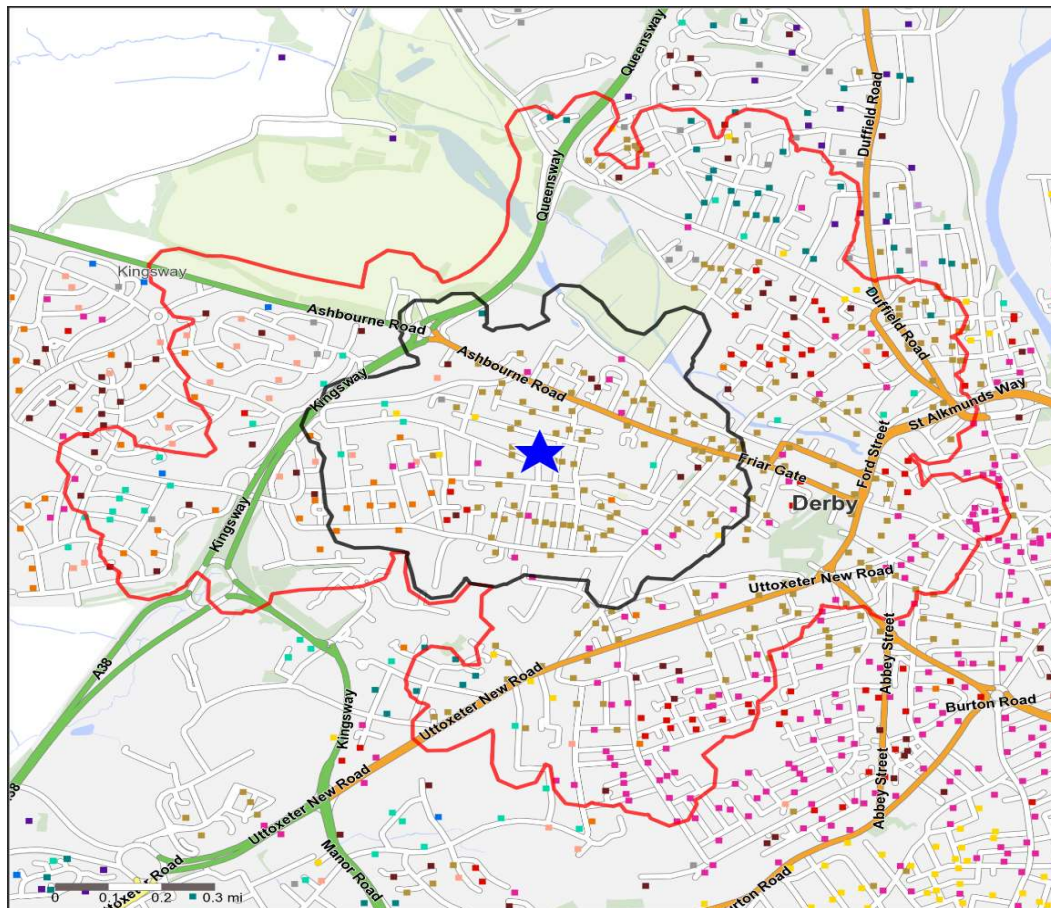 Queensway
Duffield Road
Queensway
Kingsway
Ashbourne Road
Duffield Road
Ashbourne Road
Kingsway
St Alkmunds Way
Ford Street
Friar Gate
Derby
Kingsway
Uttoxeter New Road
A38
Abbey Street
Uttoxeter New Road
Kingsway
Burton Road
Abbey Street
Uttoxeter New Road
Manor Road
Road
0 0.1 0.2 0.3 mi